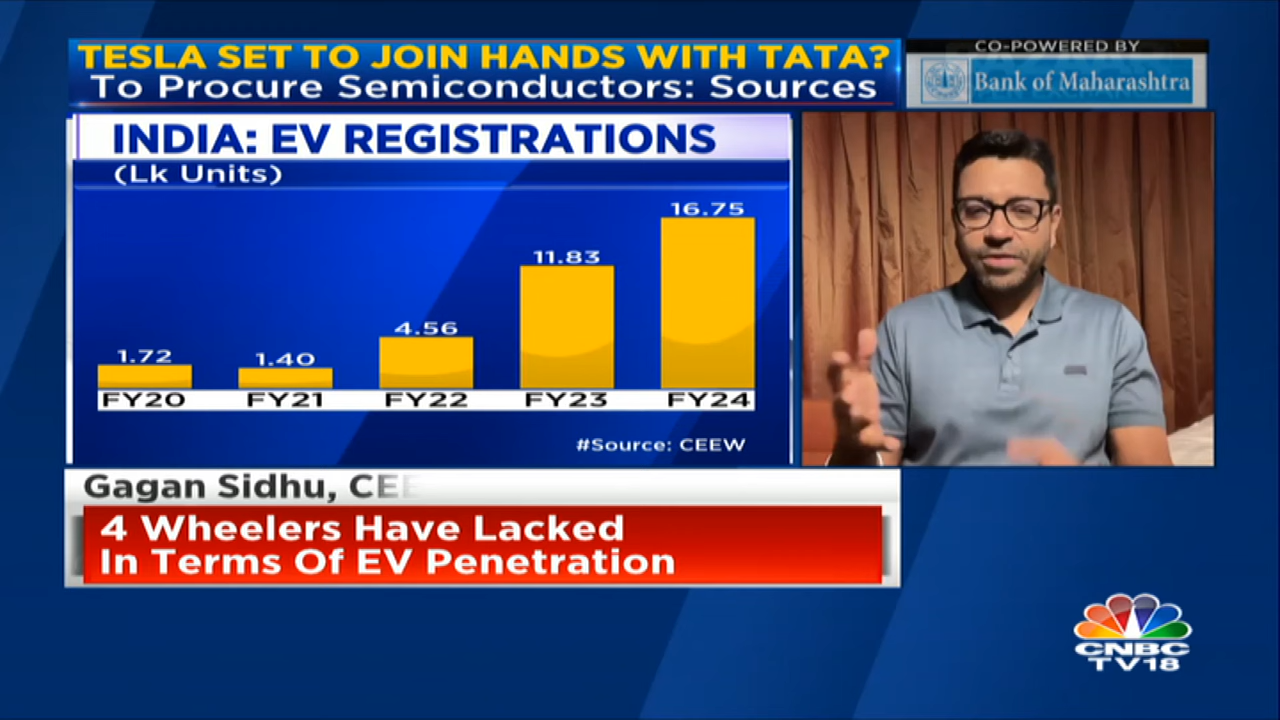 TESLA SET TO JOIN HANDS WITH TATA?
To Procure Semiconductors: Sources
CO-POWERED BY
Bank of Maharashtra
INDIA: EV REGISTRATIONS
(Lk Units)
1.72
1.40
4.56
11.83
16.75
FY20 FY21 FY22 FY23 FY24
#Source: CEEW
Gagan Sidhu, CEE
4 Wheelers Have Lacked
In Terms Of EV Penetration
CNBC
TV18